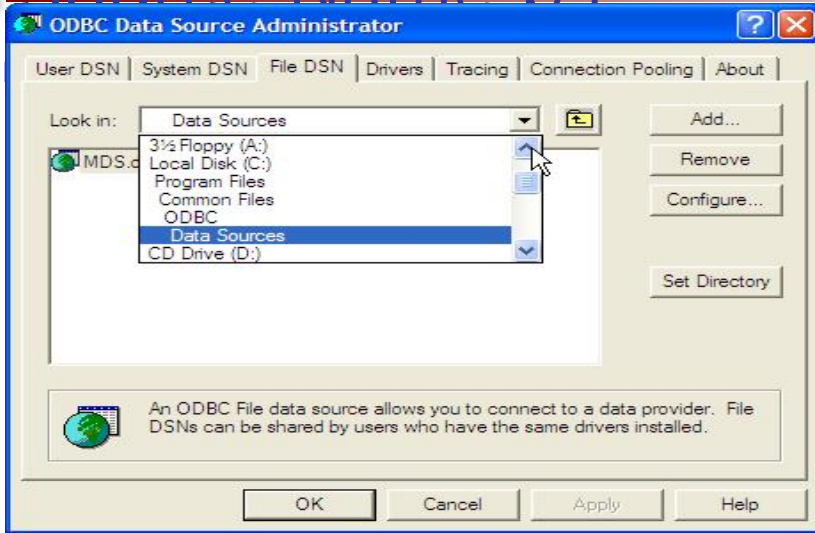 ODBC Data Source Administrator
User DSN System DSN File DSN Drivers Tracing Connection Pooling About
Look in: Data Sources Add...
3½ Floppy (A:)
MDS. Local Disk (C:) Remove
Program Files
Common Files Configure...
ODBC
Data Sources
CD Drive (D:)
Set Directory
An ODBC File data source allows you to connect to a data provider. File
DSNs can be shared by users who have the same drivers installed.
OK Cancel Apply Help